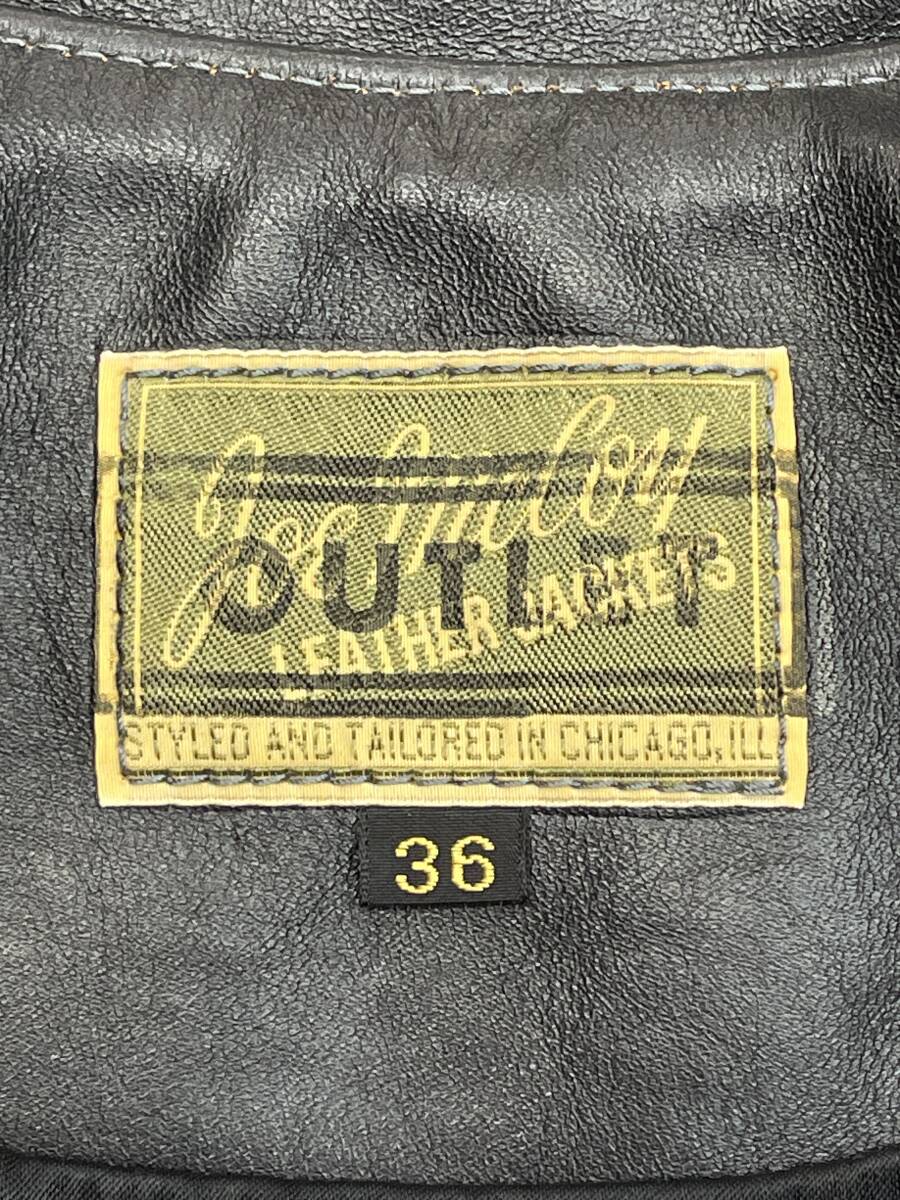 Joe McCoy
OUTLET
LEATHER JACKETS
STYLED AND TAILORED IN CHICAGO, ILL
36